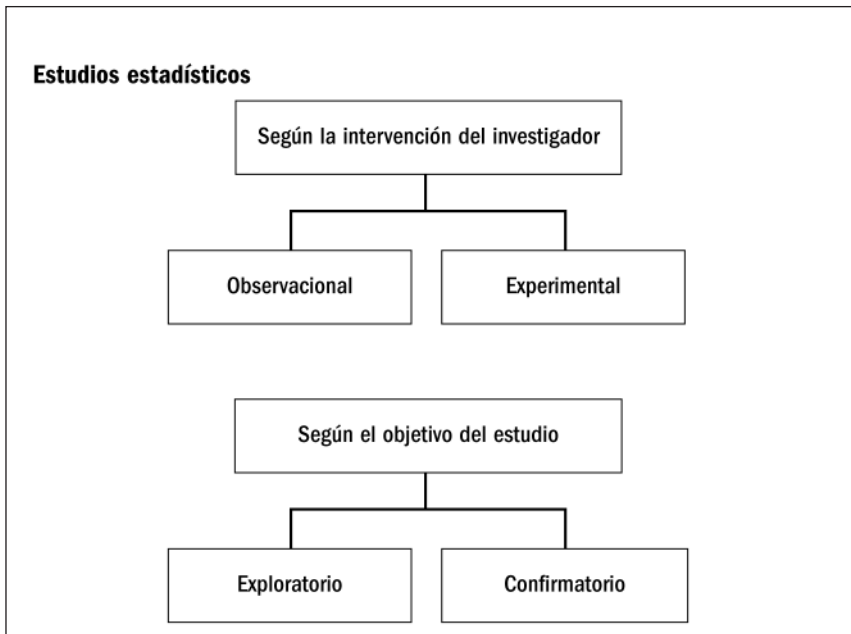 Estudios estadísticos
Según la intervención del investigador
Observacional
Experimental
Según el objetivo del estudio
Exploratorio
Confirmatorio